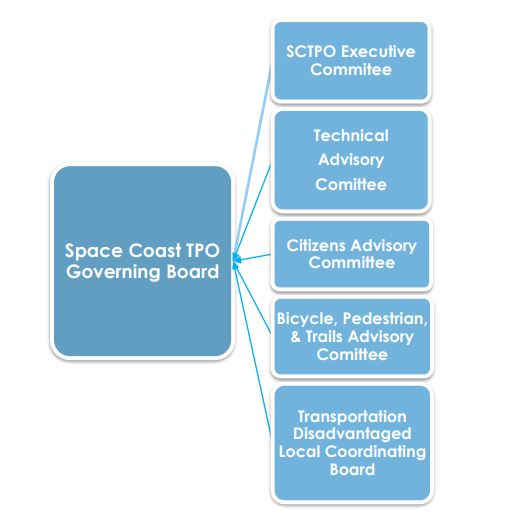 Space Coast TPO
Governing Board
SCTPO Executive
Commitee
Technical
Advisory
Comittee
Citizens Advisory
Committee
Bicycle, Pedestrian,
& Trails Advisory
Comittee
Transportation
Disadvantaged
Local Coordinating
Board